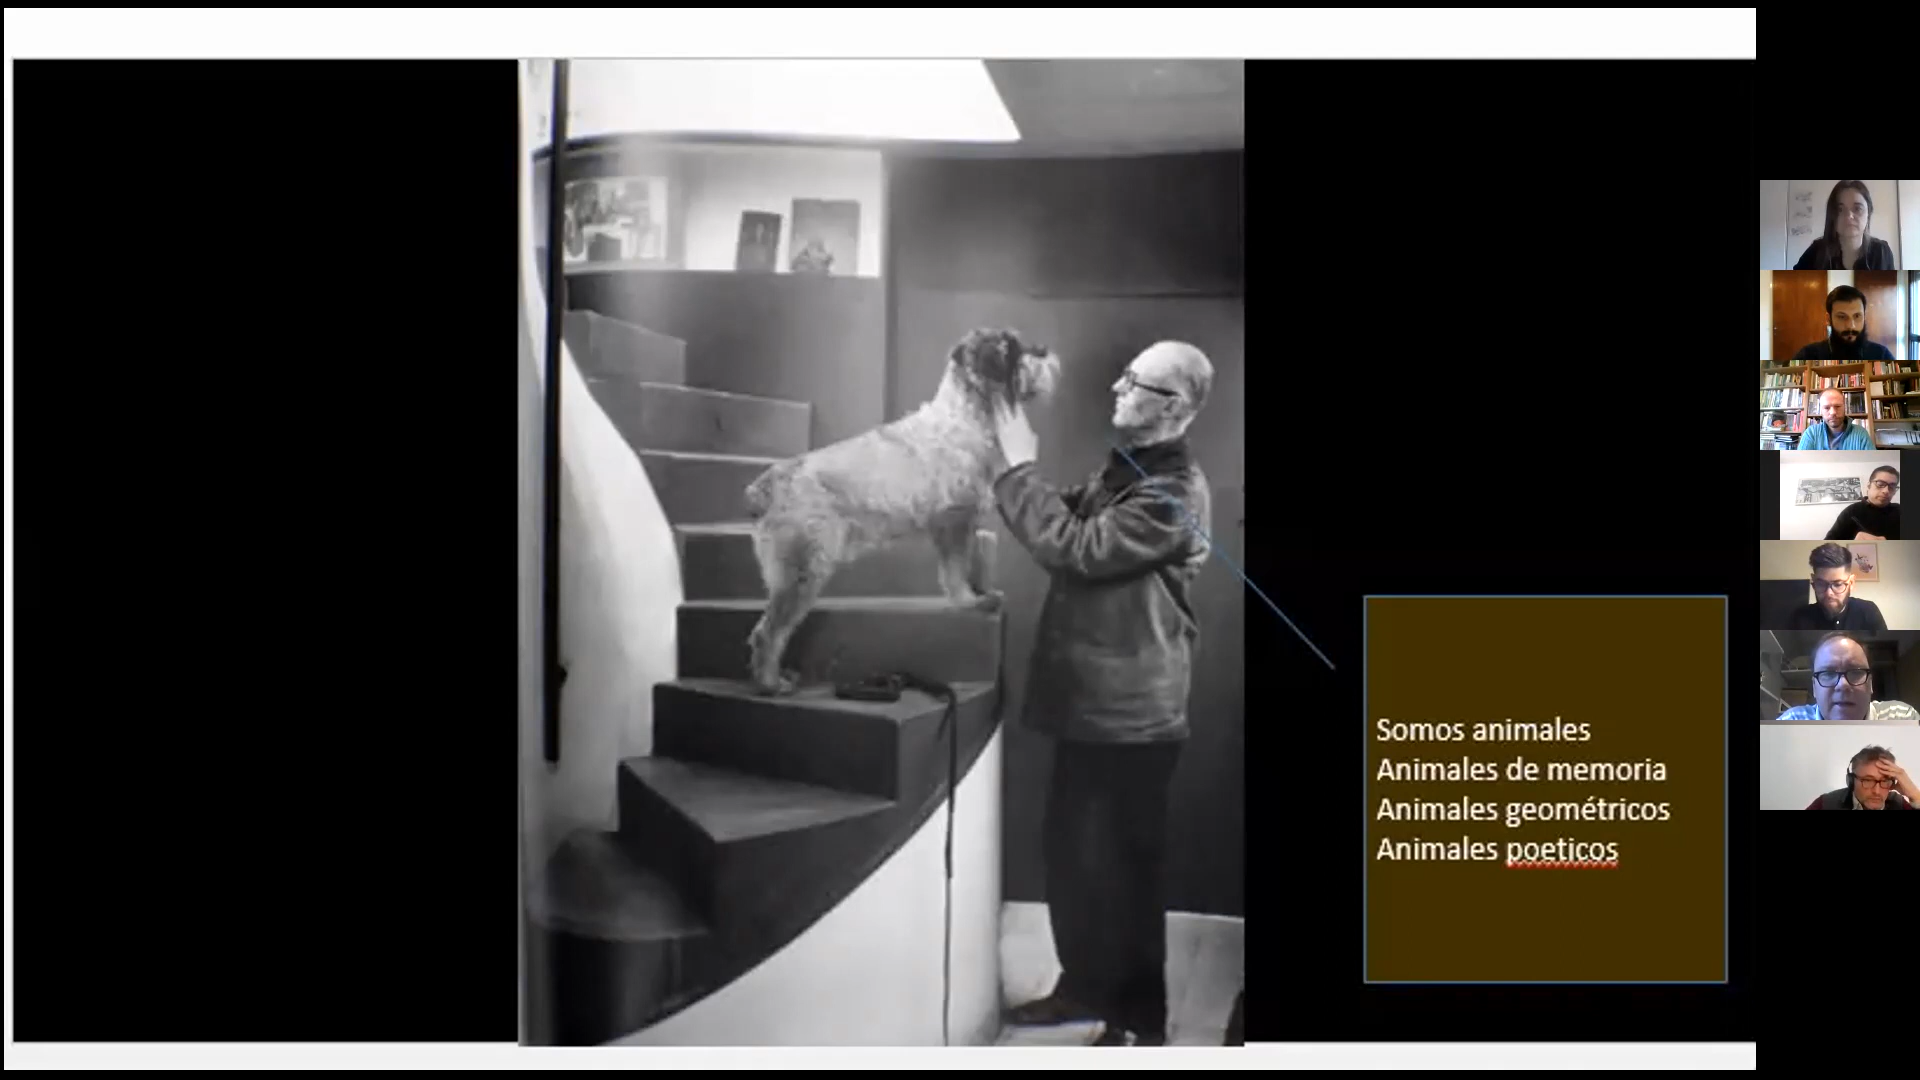 Somos animales
Animales de memoria
Animales geométricos
Animales poeticos